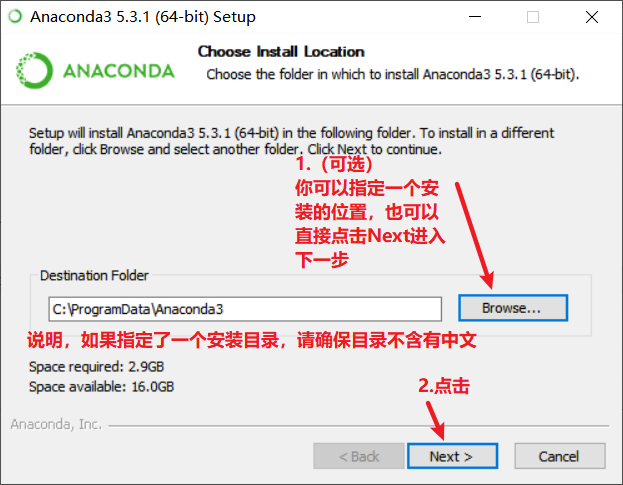 Anaconda3 5.3.1 (64-bit) Setup
Choose Install Location
ANACONDA
Choose the folder in which to install Anaconda3 5.3.1 (64-bit).
Setup will install Anaconda3 5.3.1 (64-bit) in the following folder. To install in a different
folder, click Browse and select another folder. Click Next to continue.
1.（可选）
你可以指定一个安
装的位置，也可以
直接点击Next进入
下一步
Destination Folder
C:\ProgramData\Anaconda3
Browse...
说明，如果指定了一个安装目录，请确保目录不含有中文
Space required: 2.9GB
Space available: 16.0GB
2.点击
Anaconda, Inc.
< Back
Next >
Cancel